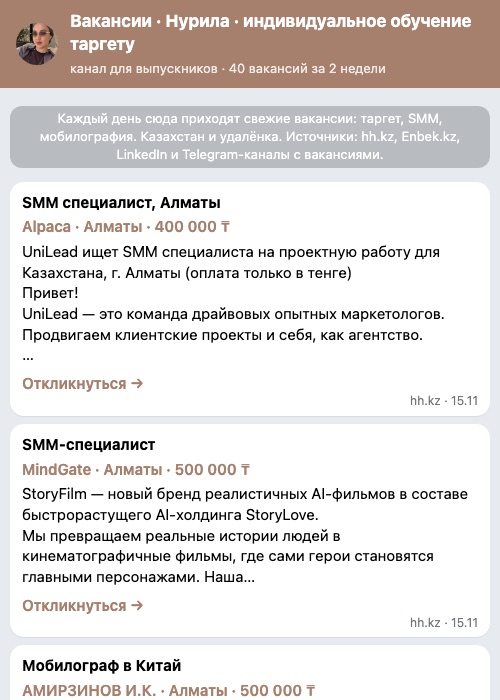 Вакансии · Нурила · индивидуальное обучение
таргету
канал для выпускников · 40 вакансий за 2 недели
Каждый день сюда приходят свежие вакансии: таргет, SMM,
мобилография. Казахстан и удалёнка. Источники: hh.kz, Enbek.kz,
LinkedIn и Telegram-каналы с вакансиями.
SMM специалист, Алматы
Alpaca · Алматы · 400 000 ₸
UniLead ищет SMM специалиста на проектную работу для
Казахстана, г. Алматы (оплата только в тенге)
Привет!
UniLead — это команда драйвовых опытных маркетологов.
Продвигаем клиентские проекты и себя, как агентство.
...
Откликнуться →
hh.kz · 15.11
SMM-специалист
MindGate · Алматы · 500 000 ₸
StoryFilm — новый бренд реалистичных AI-фильмов в составе
быстрорастущего AI-холдинга StoryLove.
Мы превращаем реальные истории людей в
кинематографичные фильмы, где сами герои становятся
главными персонажами. Наша...
Откликнуться →
hh.kz · 15.11
Мобилограф в Китай
АМИРЗИНОВ И.К. · Алматы · 500 000 ₸